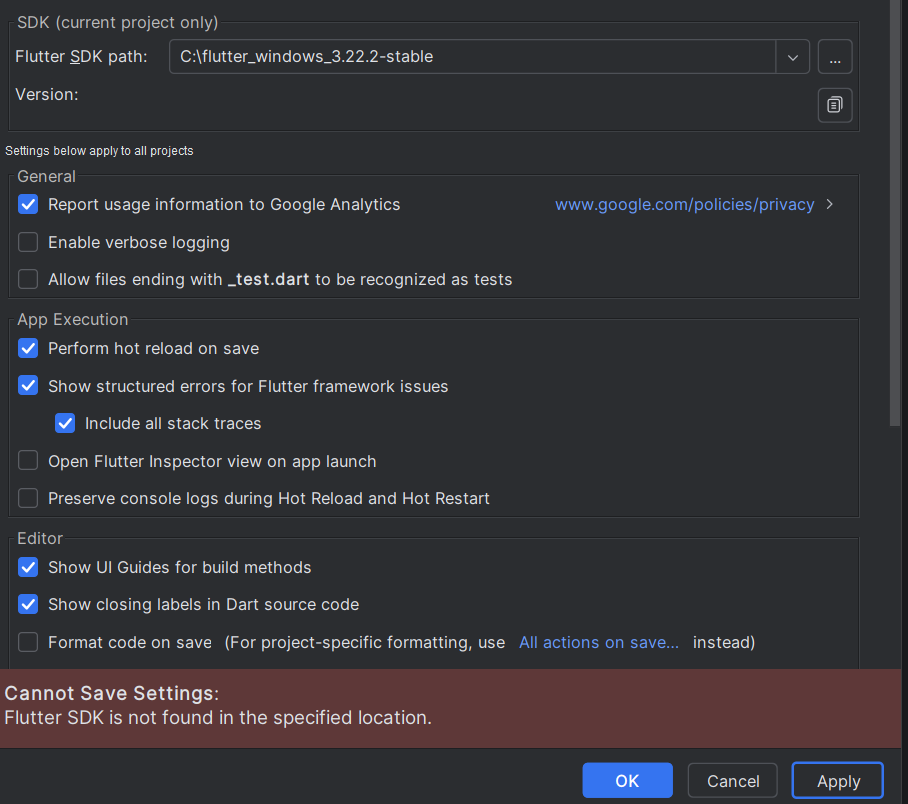 SDK (current project only)
Flutter SDK path: C:\flutter_windows_3.22.2-stable ...
Version:
Settings below apply to all projects
General
Report usage information to Google Analytics www.google.com/policies/privacy
Enable verbose logging
Allow files ending with _test.dart to be recognized as tests
App Execution
Perform hot reload on save
Show structured errors for Flutter framework issues
Include all stack traces
Open Flutter Inspector view on app launch
Preserve console logs during Hot Reload and Hot Restart
Editor
Show UI Guides for build methods
Show closing labels in Dart source code
Format code on save (For project-specific formatting, use All actions on save... instead)
Cannot Save Settings:
Flutter SDK is not found in the specified location.
OK Cancel Apply